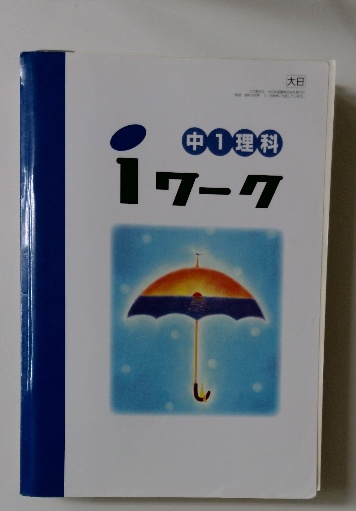 大日
中1理科
iワーク